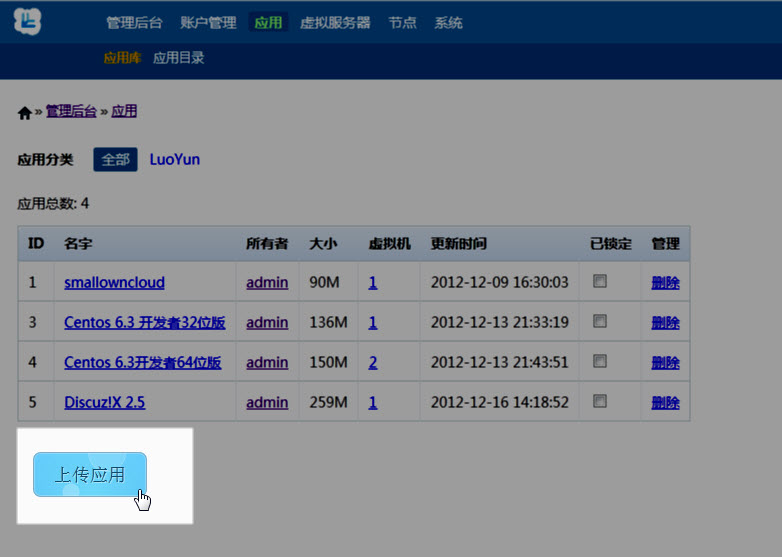 管理后台 账户管理 应用 虚拟服务器 节点 系统
应用库 应用目录
» 管理后台 » 应用
应用分类 全部 LuoYun
应用总数: 4
ID 名字 所有者 大小 虚拟机 更新时间 已锁定 管理
1 smallowncloud admin 90M 1 2012-12-09 16:30:03 删除
3 Centos 6.3 开发者32位版 admin 136M 1 2012-12-13 21:33:19 删除
4 Centos 6.3开发者64位版 admin 150M 2 2012-12-13 21:43:51 删除
5 Discuz!X 2.5 admin 259M 1 2012-12-16 14:18:52 删除
上传应用